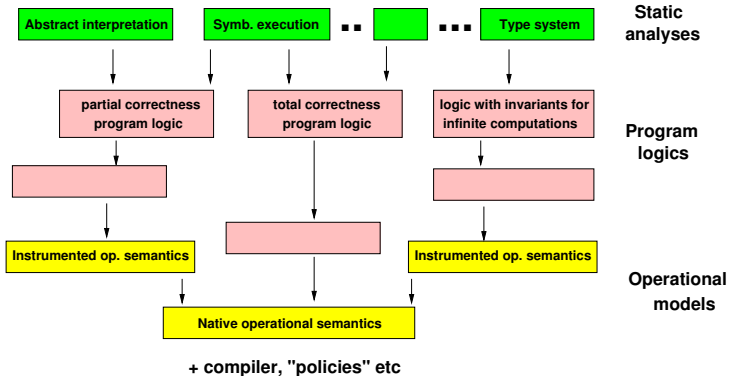 Abstract interpretation
Symb. execution
Type system
Static
analyses
partial correctness
program logic
total correctness
program logic
logic with invariants for
infinite computations
Program
logics
Instrumented op. semantics
Instrumented op. semantics
Operational
models
Native operational semantics
+ compiler, "policies" etc